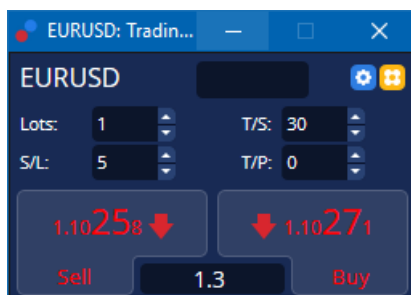 EURUSD: Tradin...
EURUSD
Lots: 1 T/S: 30
S/L: 5 T/P: 0
1.10258 1.10271
Sell 1.3 Buy